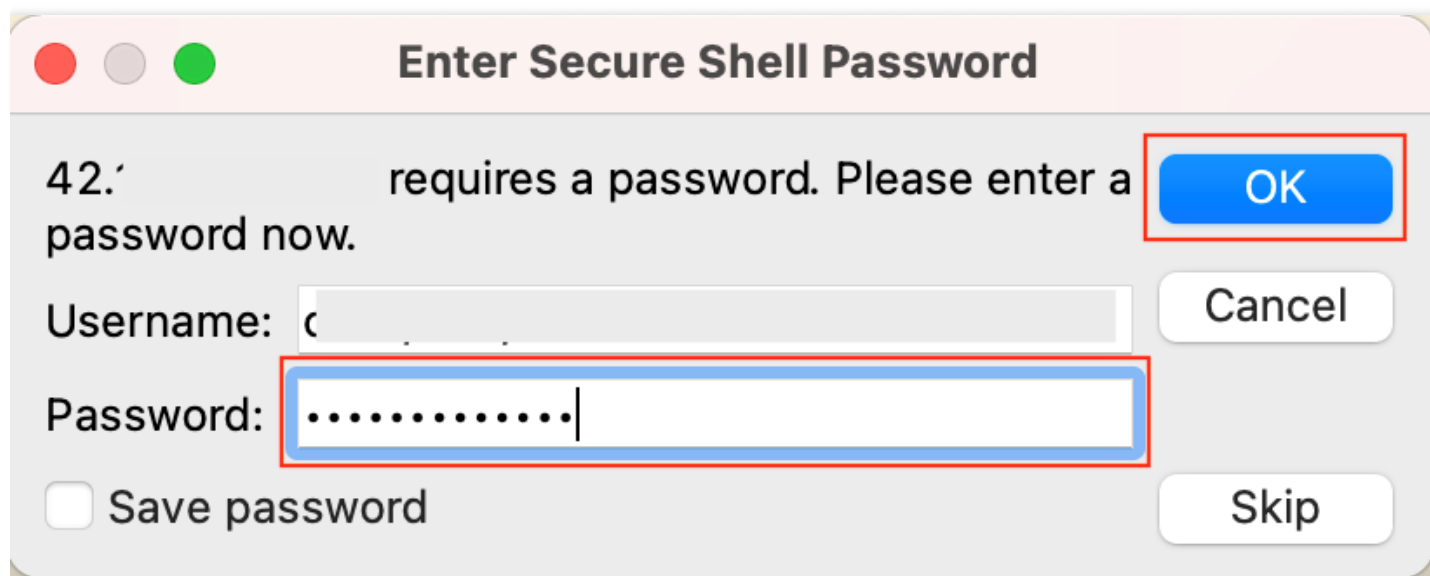 Enter Secure Shell Password
42. requires a password. Please enter a
password now.
OK
Username:
Cancel
Password: •••••••••••••
Save password
Skip